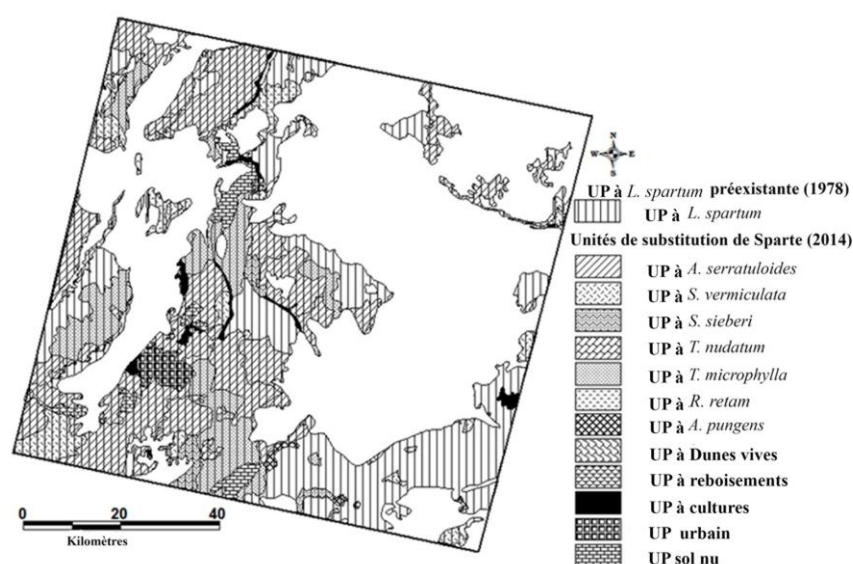 N
W E
S
UP à L. spartum préexistante (1978)
UP à L. spartum
Unités de substitution de Sparte (2014)
UP à A. serratuloides
UP à S. vermiculata
UP à S. sieberi
UP à T. nudatum
UP à T. microphylla
UP à R. retam
UP à A. pungens
UP à Dunes vives
UP à reboisements
UP à cultures
UP urbain
UP sol nu
0 20 40
Kilomètres